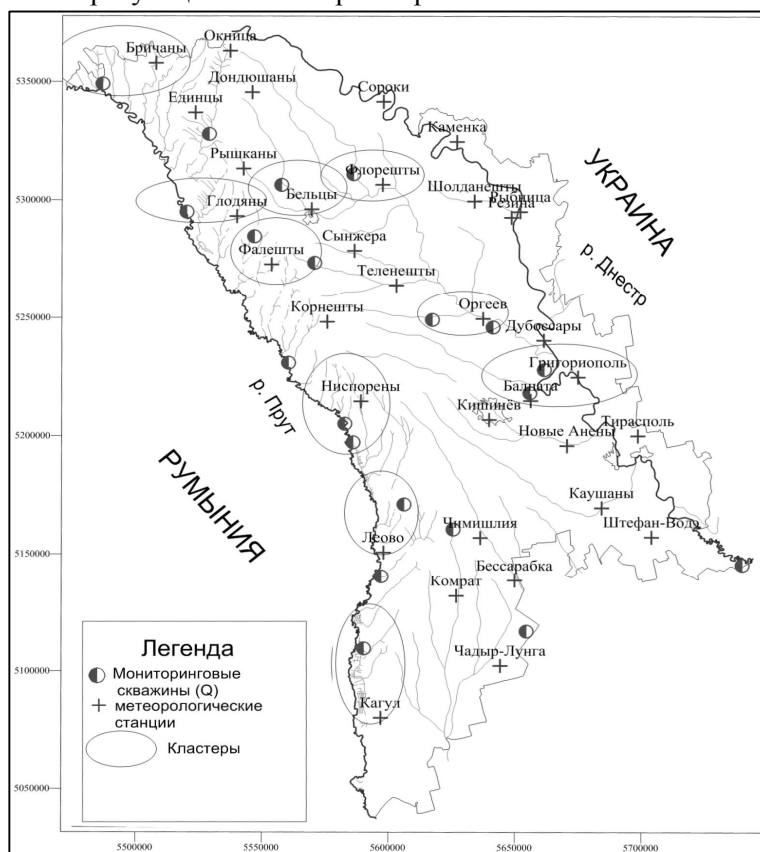 Бричаны
Окница
5350000
Дондюшаны
Сороки
Единцы
Каменка
Рышканы
Флорешты
УКРАИНА
5300000
Глодяны
Бельцы
Шолданешты
Рыбница
Резина
Фалешты
Сынжера
р. Днестр
Теленешты
5250000
Корнешты
Оргеев
Дубоссары
Григориополь
р. Прут
Ниспорены
Балцата
Кишинёв
5200000
Новые Анены
Тирасполь
РУМЫНИЯ
Каушаны
Леово
Чимишлия
Штефан-Водэ
5150000
Бессарабка
Комрат
Легенда
Мониторинговые
скважины (Q)
метеорологические
станции
Кластеры
5100000
Чадыр-Лунга
Кагул
5050000
5500000
5550000
5600000
5650000
5700000